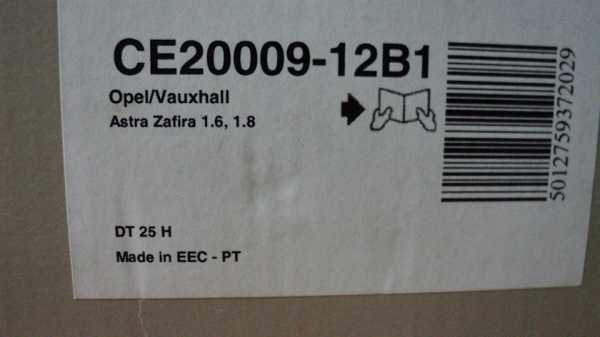 CE20009-12B1
Opel/Vauxhall
Astra Zafira 1.6, 1.8
5012759372029
DT 25 H
Made in EEC - PT